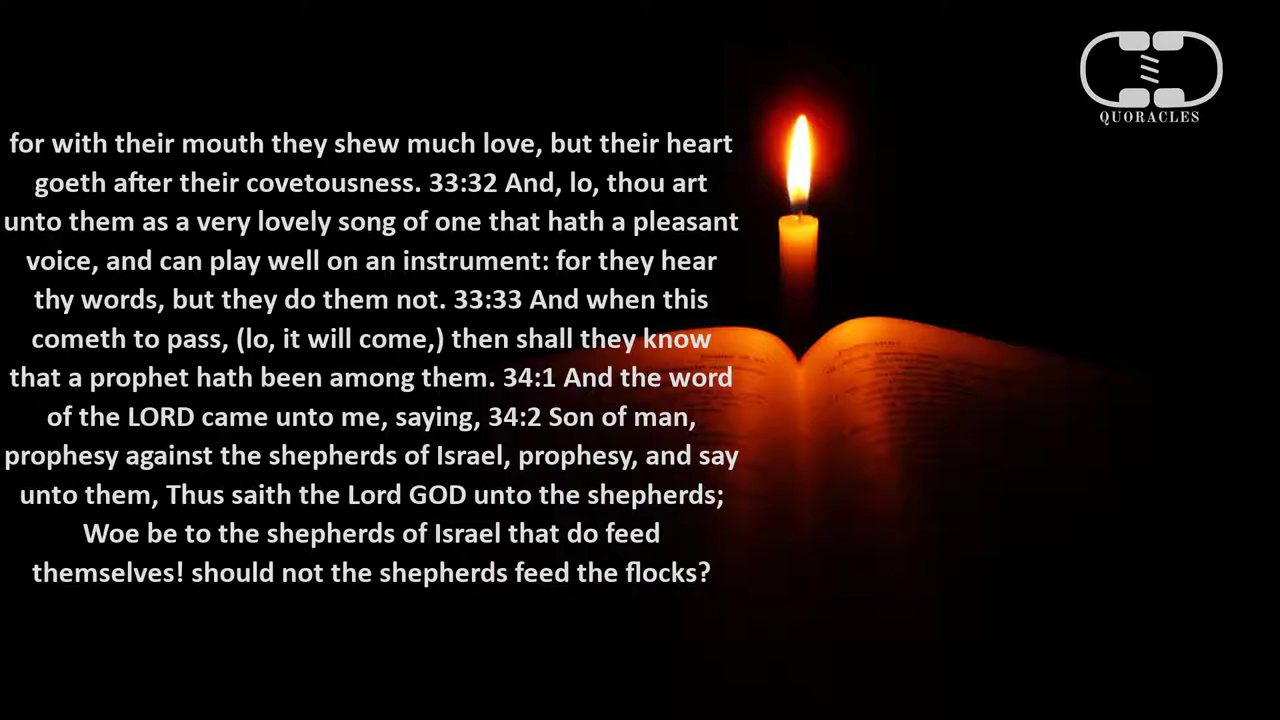 QUORACLES
for with their mouth they shew much love, but their heart
goeth after their covetousness. 33:32 And, lo, thou art
unto them as a very lovely song of one that hath a pleasant
voice, and can play well on an instrument: for they hear
thy words, but they do them not. 33:33 And when this
cometh to pass, (lo, it will come,) then shall they know
that a prophet hath been among them. 34:1 And the word
of the LORD came unto me, saying, 34:2 Son of man,
prophesy against the shepherds of Israel, prophesy, and say
unto them, Thus saith the Lord GOD unto the shepherds;
Woe be to the shepherds of Israel that do feed
themselves! should not the shepherds feed the flocks?